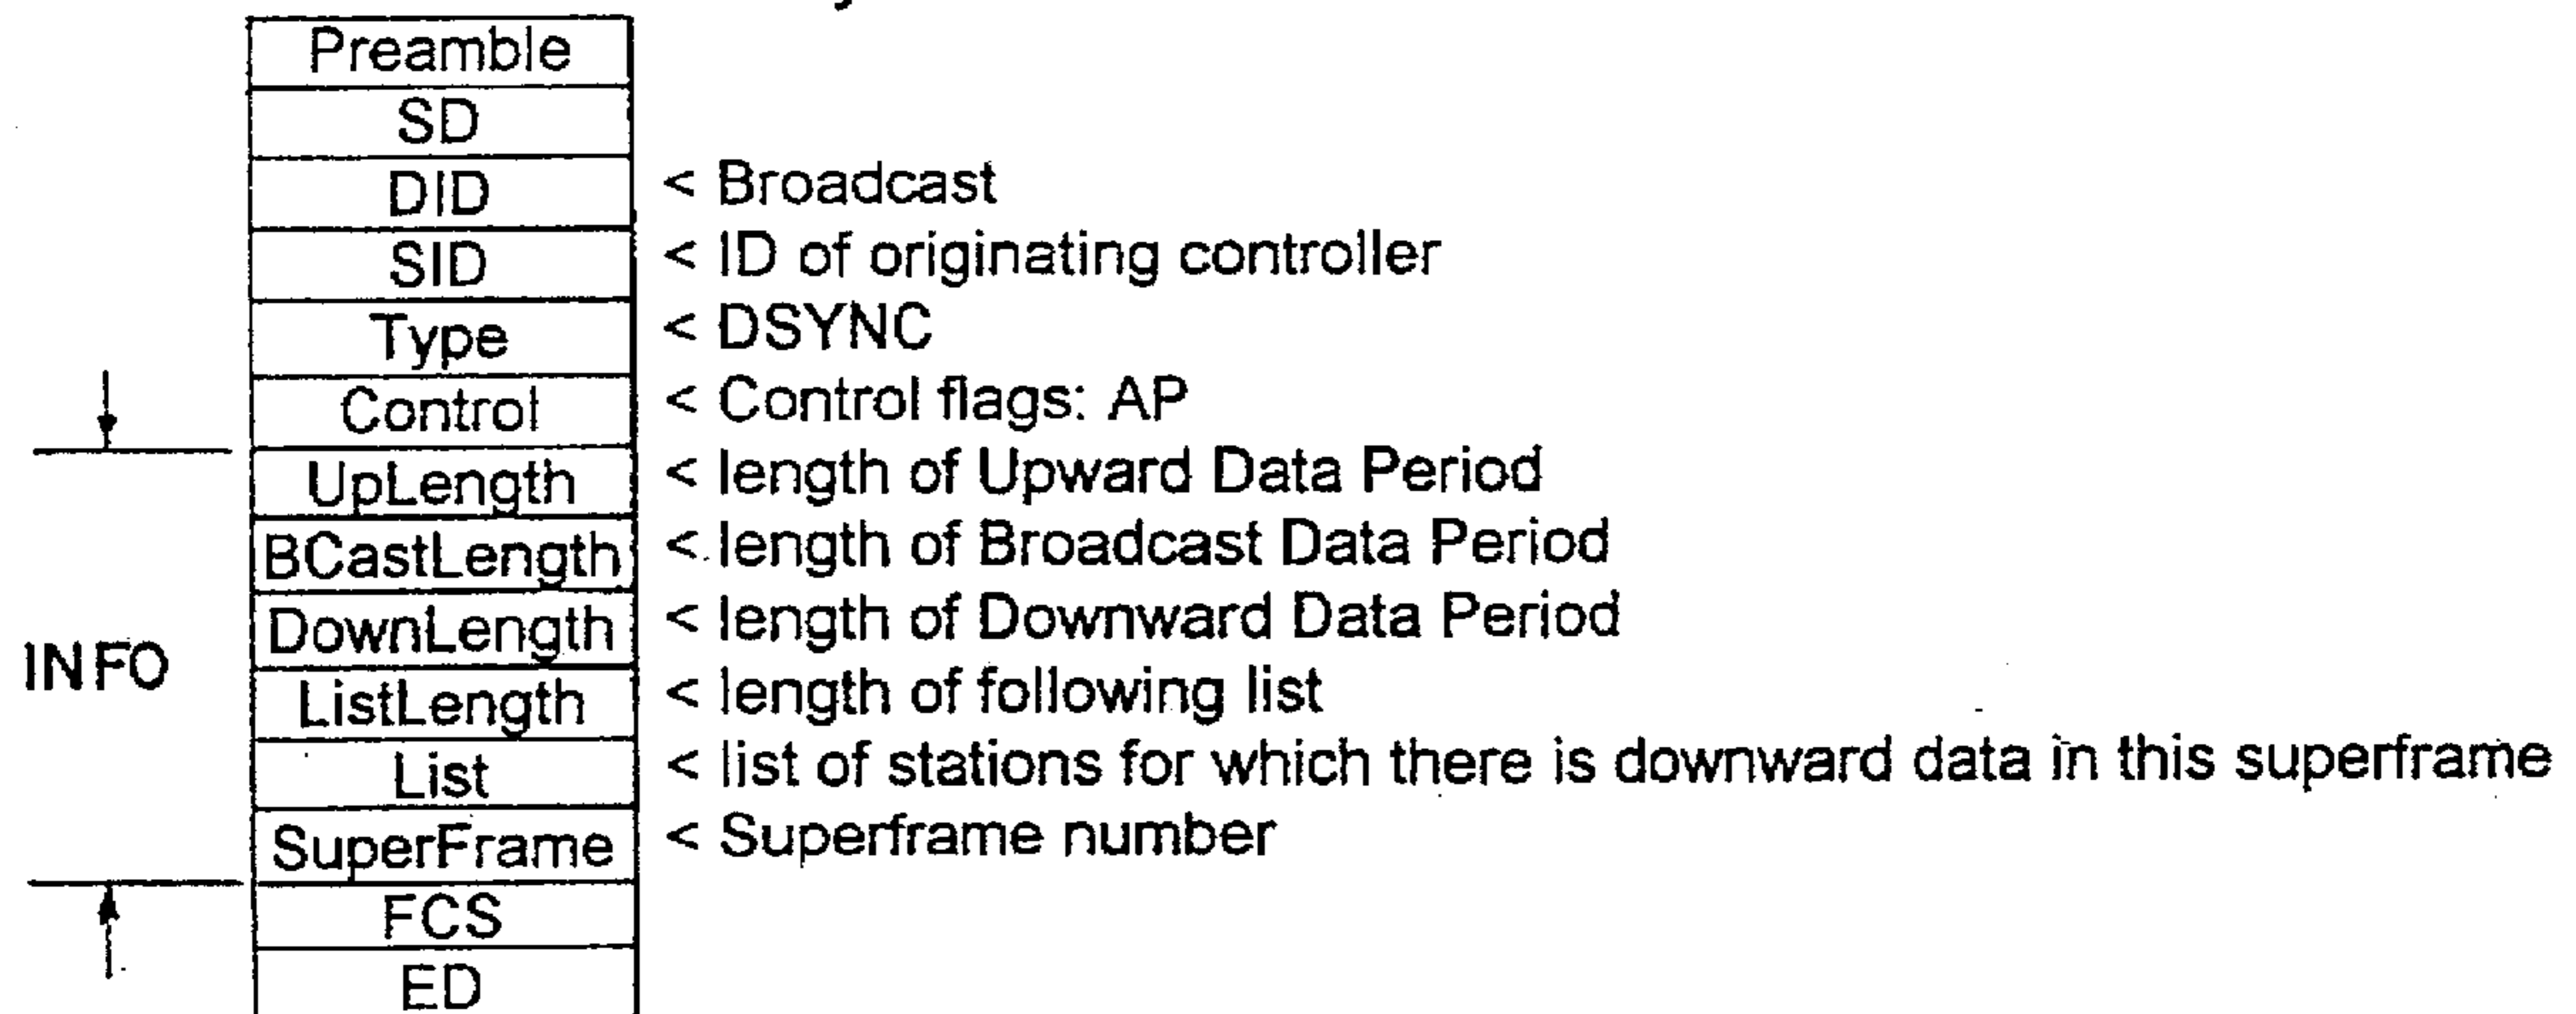 Preamble
SD
DID < Broadcast
SID < ID of originating controller
Type < DSYNC
Control < Control flags: AP
UpLength < length of Upward Data Period
BCastLength < length of Broadcast Data Period
DownLength < length of Downward Data Period
INFO
ListLength < length of following list
List < list of stations for which there is downward data in this superframe
SuperFrame < Superframe number
FCS
ED